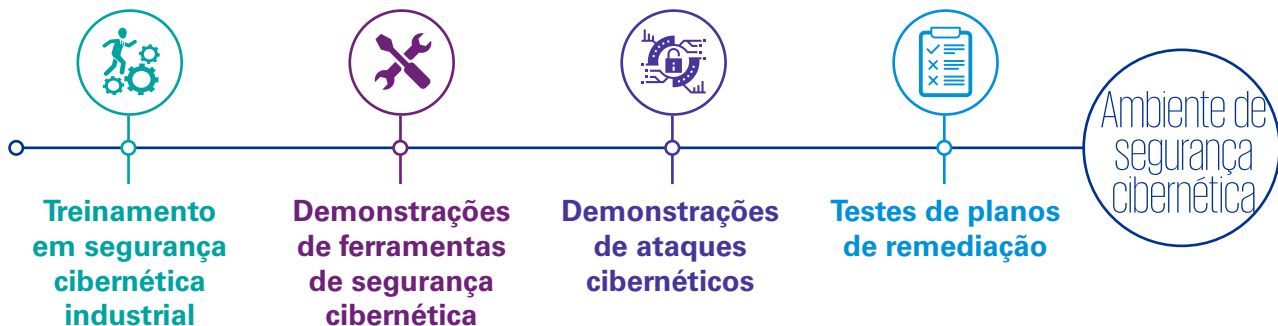 Treinamento
em segurança
cibernética
industrial
Demonstrações
de ferramentas
de segurança
cibernética
Demonstrações
de ataques
cibernéticos
Testes de planos
de remediação
Ambiente de
segurança
cibernética